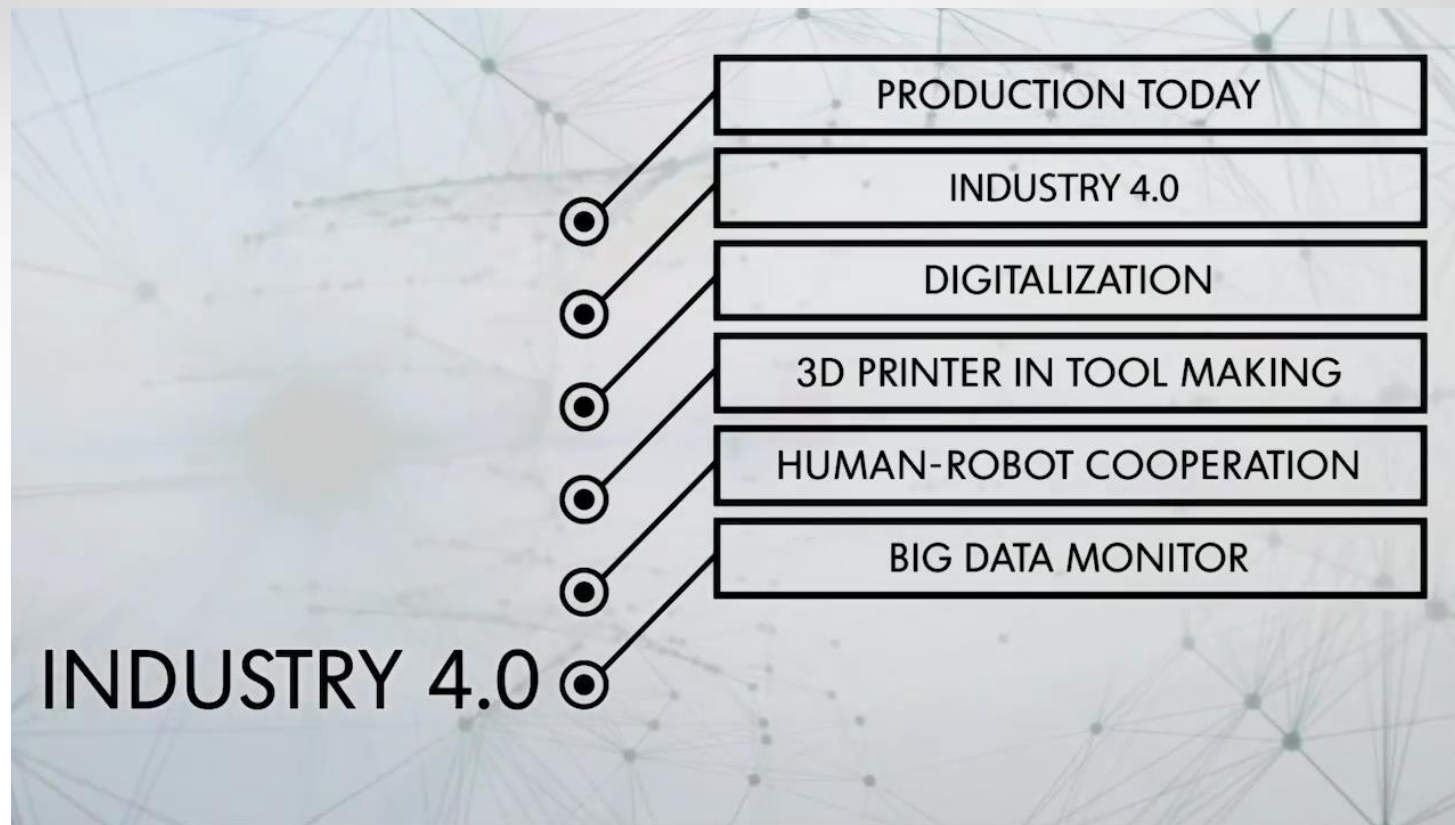 PRODUCTION TODAY
INDUSTRY 4.0
DIGITALIZATION
3D PRINTER IN TOOL MAKING
HUMAN-ROBOT COOPERATION
BIG DATA MONITOR
INDUSTRY 4.0